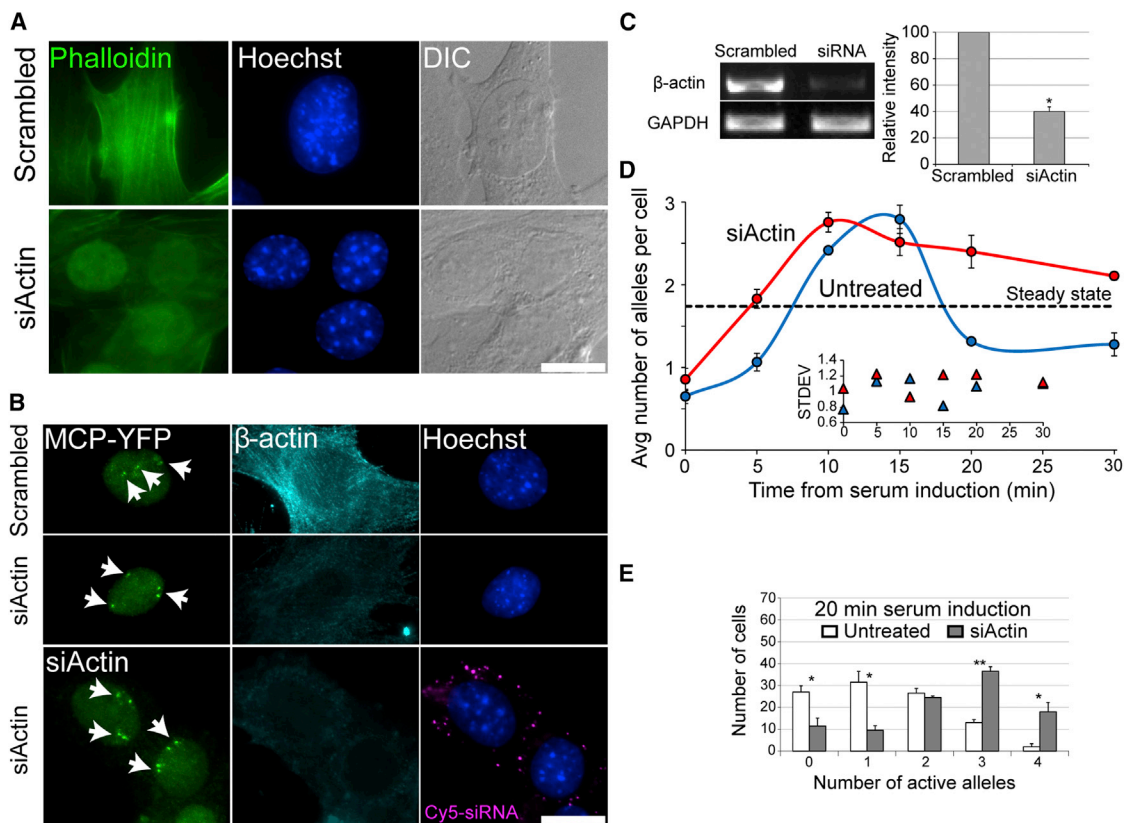 A
Scrambled
Phalloidin
Hoechst
DIC
siActin
B
Scrambled
MCP-YFP
β-actin
Hoechst
siActin
siActin
siActin
Cy5-siRNA
C
Scrambled siRNA
β-actin
GAPDH
Relative intensity
100
80
60
40
20
0
*
Scrambled siActin
D
Avg number of alleles per cell
4
3
2
1
0
siActin
Untreated
Steady state
STDEV
1.4
1.2
1.0
0.8
0.6
0 5 10 15 20 25 30
0 5 10 15 20 25 30
Time from serum induction (min)
E
Number of cells
70
60
50
40
30
20
10
0
20 min serum induction
Untreated siActin
* * ** *
0 1 2 3 4
Number of active alleles